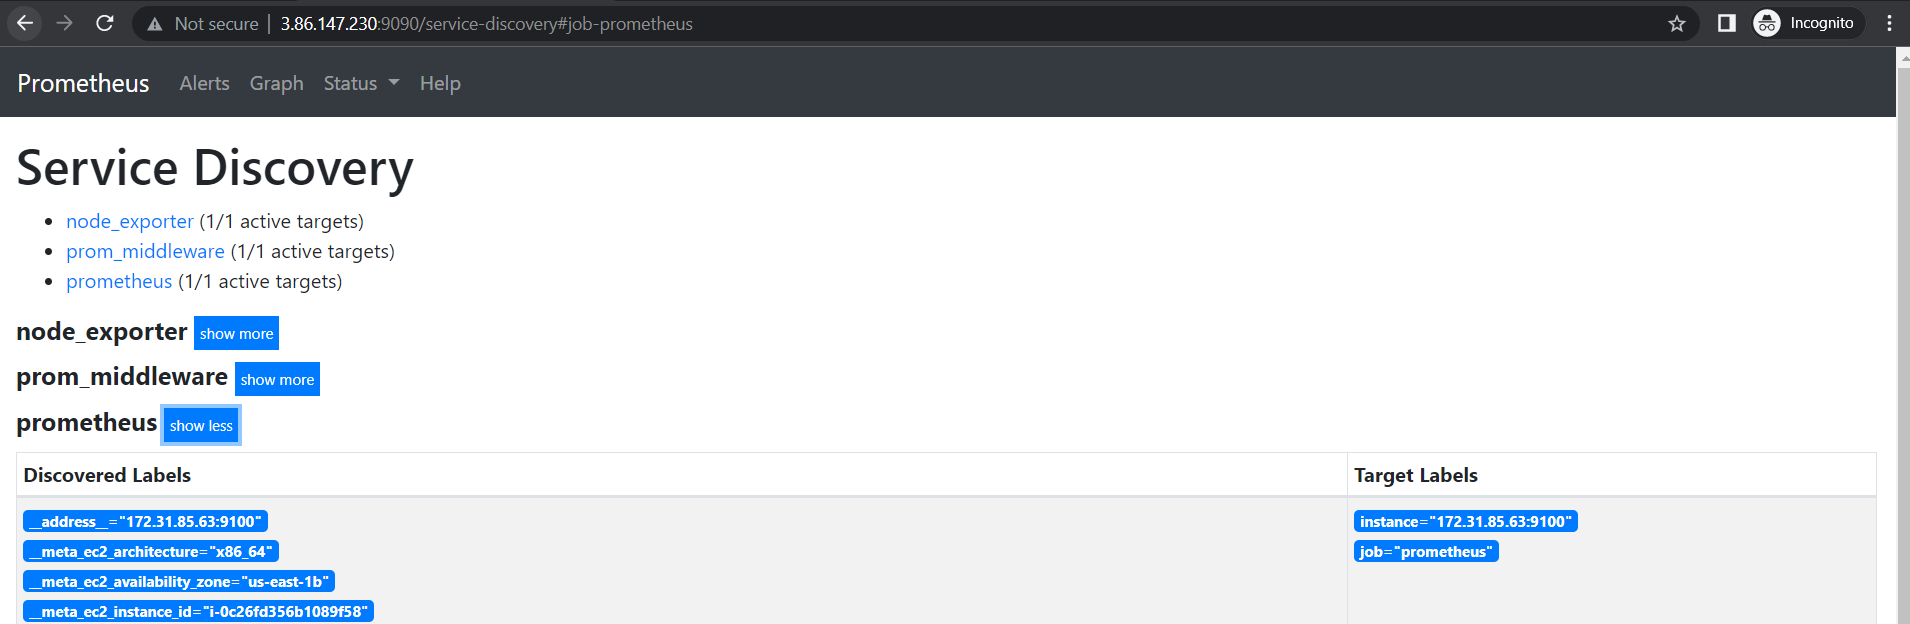 Not secure | 3.86.147.230:9090/service-discovery#job-prometheus Incognito
Prometheus Alerts Graph Status Help
Service Discovery
node_exporter (1/1 active targets)
prom_middleware (1/1 active targets)
prometheus (1/1 active targets)
node_exporter show more
prom_middleware show more
prometheus show less
Discovered Labels Target Labels
__address__="172.31.85.63:9100" instance="172.31.85.63:9100"
__meta_ec2_architecture="x86_64" job="prometheus"
__meta_ec2_availability_zone="us-east-1b"
__meta_ec2_instance_id="i-0c26fd356b1089f58"